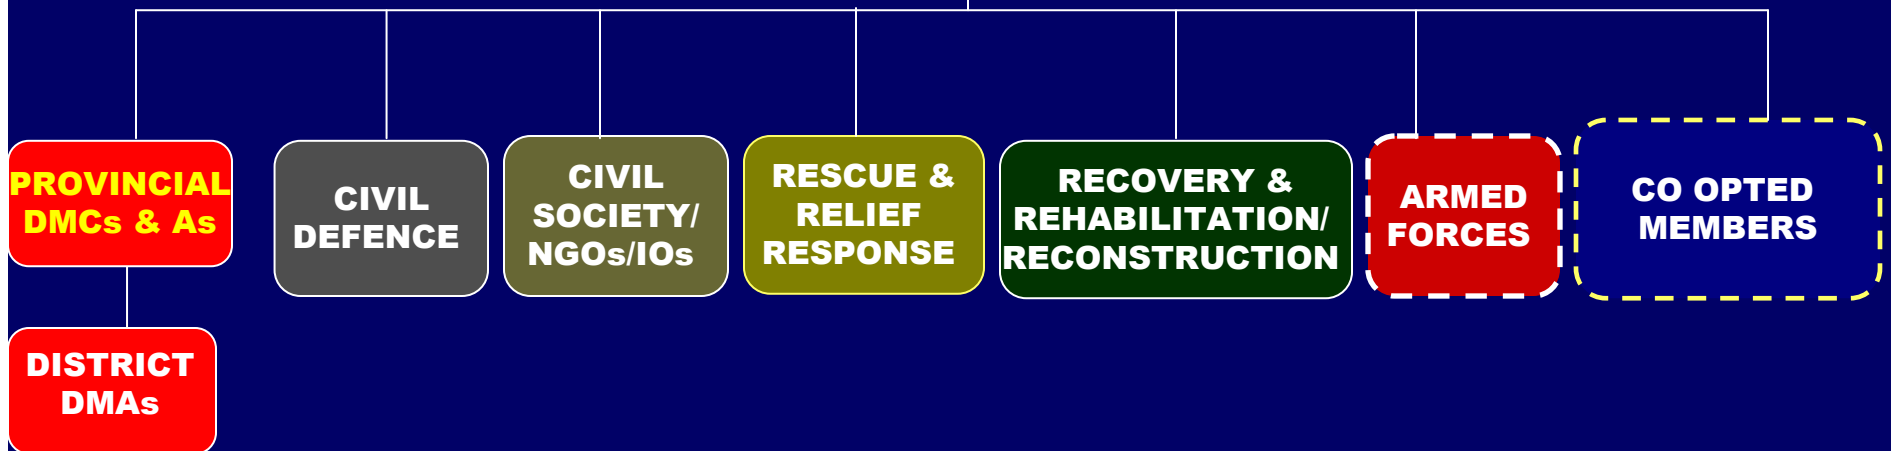 PROVINCIAL
DMCs & As
CIVIL
DEFENCE
CIVIL
SOCIETY/
NGOs/IOs
RESCUE &
RELIEF
RESPONSE
RECOVERY &
REHABILITATION/
RECONSTRUCTION
ARMED
FORCES
CO OPTED
MEMBERS
DISTRICT
DMAs